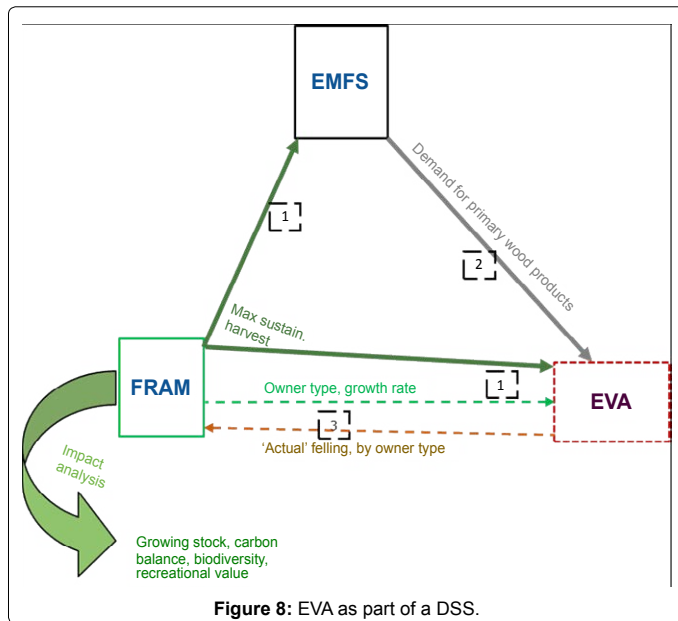 EMFS
Demand for primary wood products
1
2
Max sustain.
harvest
1
FRAM
Owner type, growth rate
EVA
3
‘Actual’ felling, by owner type
Impact
analysis
Growing stock, carbon
balance, biodiversity,
recreational value
Figure 8: EVA as part of a DSS.